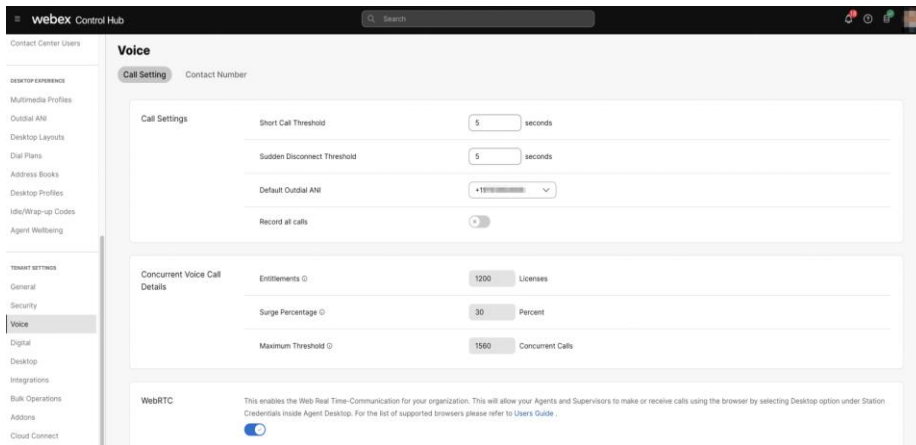 webex Control Hub
Search
Contact Center Users
DESKTOP EXPERIENCE
Multimedia Profiles
Outdial ANI
Desktop Layouts
Dial Plans
Address Books
Desktop Profiles
Idle/Wrap-up Codes
Agent Wellbeing
TENANT SETTINGS
General
Security
Voice
Digital
Desktop
Integrations
Bulk Operations
Addons
Cloud Connect
Voice
Call Setting
Contact Number
Call Settings
Short Call Threshold
5 seconds
Sudden Disconnect Threshold
5 seconds
Default Outdial ANI
Record all calls
Concurrent Voice Call
Details
Entitlements
1200 Licenses
Surge Percentage
30 Percent
Maximum Threshold
1560 Concurrent Calls
WebRTC
This enables the Web Real Time-Communication for your organization. This will allow your Agents and Supervisors to make or receive calls using the browser by selecting Desktop option under Station
Credentials inside Agent Desktop. For the list of supported browsers please refer to Users Guide .